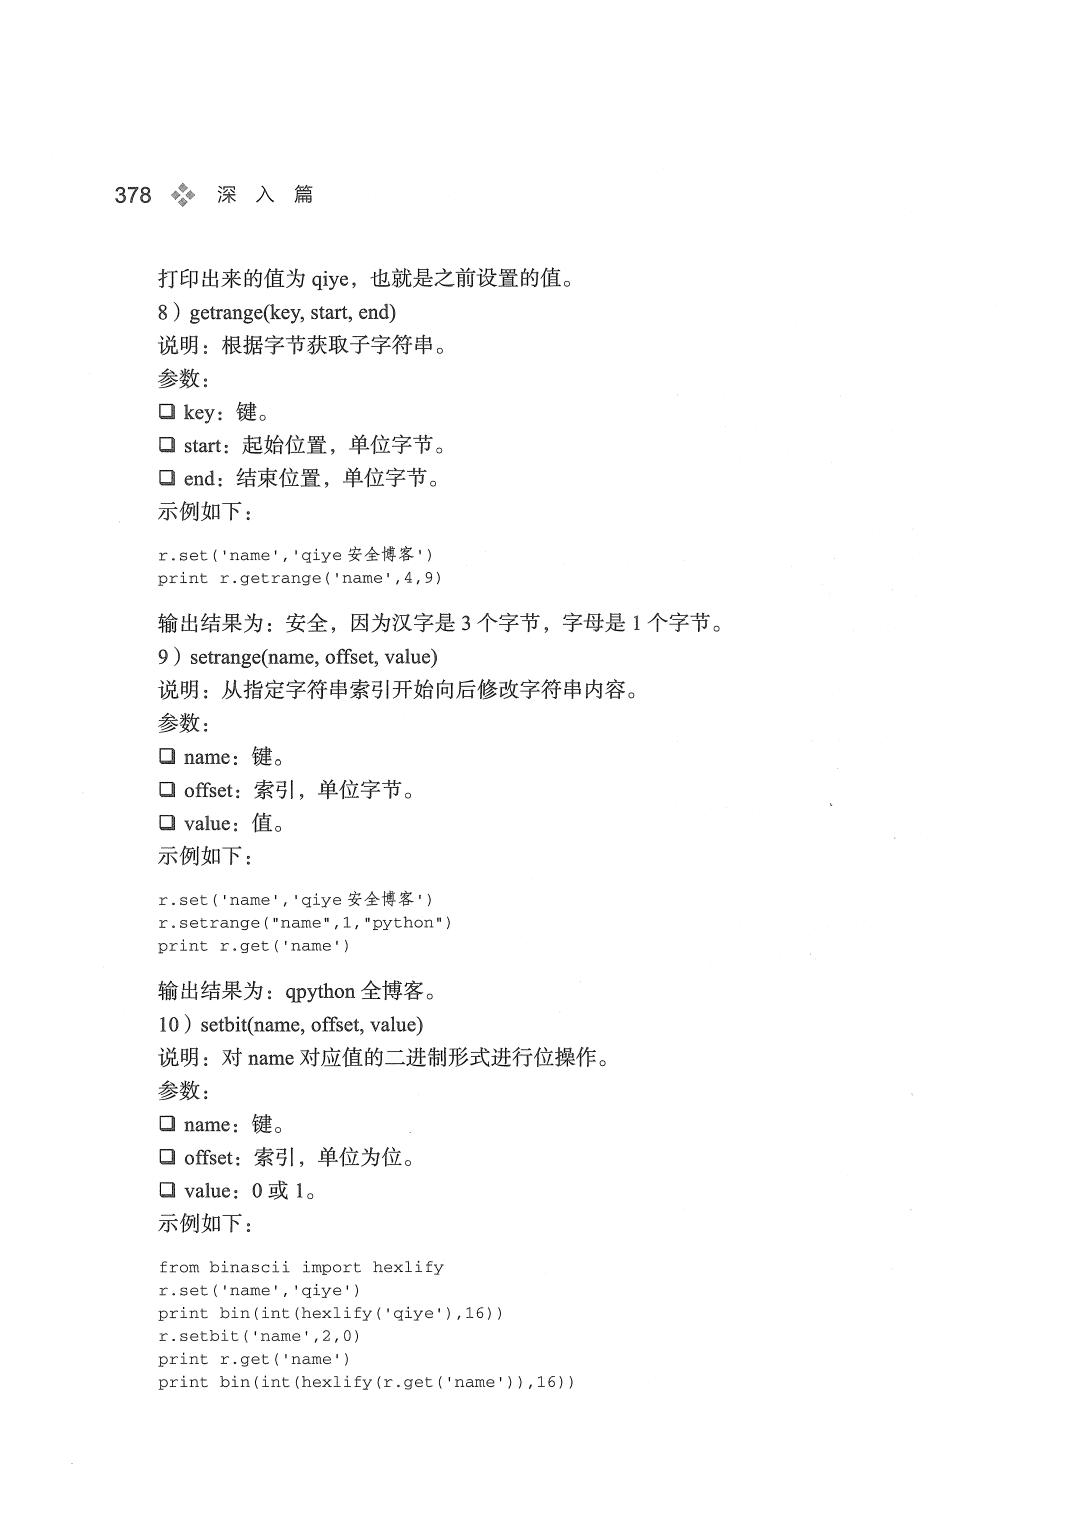 378 深入篇
打印出来的值为 qiye，也就是之前设置的值。
8）getrange(key, start, end)
说明：根据字节获取子字符串。
参数：
❏ key：键。
❏ start：起始位置，单位字节。
❏ end：结束位置，单位字节。
示例如下：
r.set('name','qiye 安全博客')
print r.getrange('name',4,9)
输出结果为：安全，因为汉字是 3 个字节，字母是 1 个字节。
9）setrange(name, offset, value)
说明：从指定字符串索引开始向后修改字符串内容。
参数：
❏ name：键。
❏ offset：索引，单位字节。
❏ value：值。
示例如下：
r.set('name','qiye 安全博客')
r.setrange("name",1,"python")
print r.get('name')
输出结果为：qpython 全博客。
10）setbit(name, offset, value)
说明：对 name 对应值的二进制形式进行位操作。
参数：
❏ name：键。
❏ offset：索引，单位为位。
❏ value：0 或 1。
示例如下：
from binascii import hexlify
r.set('name','qiye')
print bin(int(hexlify('qiye'),16))
r.setbit('name',2,0)
print r.get('name')
print bin(int(hexlify(r.get('name')),16))